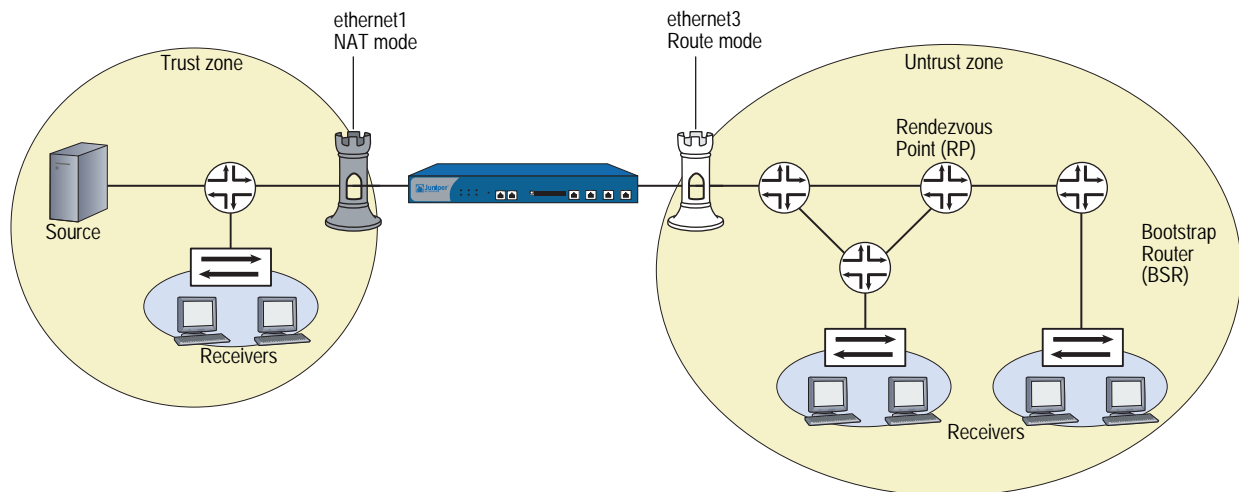 ethernet1
NAT mode
ethernet3
Route mode
Trust zone
Untrust zone
Rendezvous
Point (RP)
Juniper
Source
Bootstrap
Router
(BSR)
Receivers
Receivers